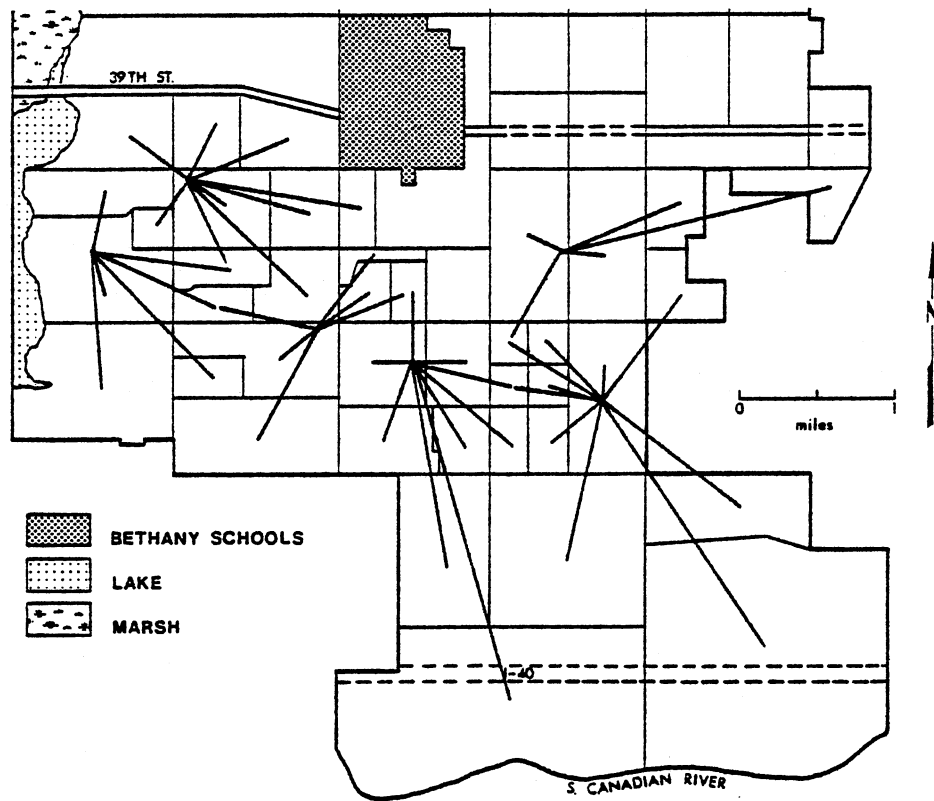 39TH ST.
N
0 1
miles
BETHANY SCHOOLS
LAKE
MARSH
I-40
S. CANADIAN RIVER